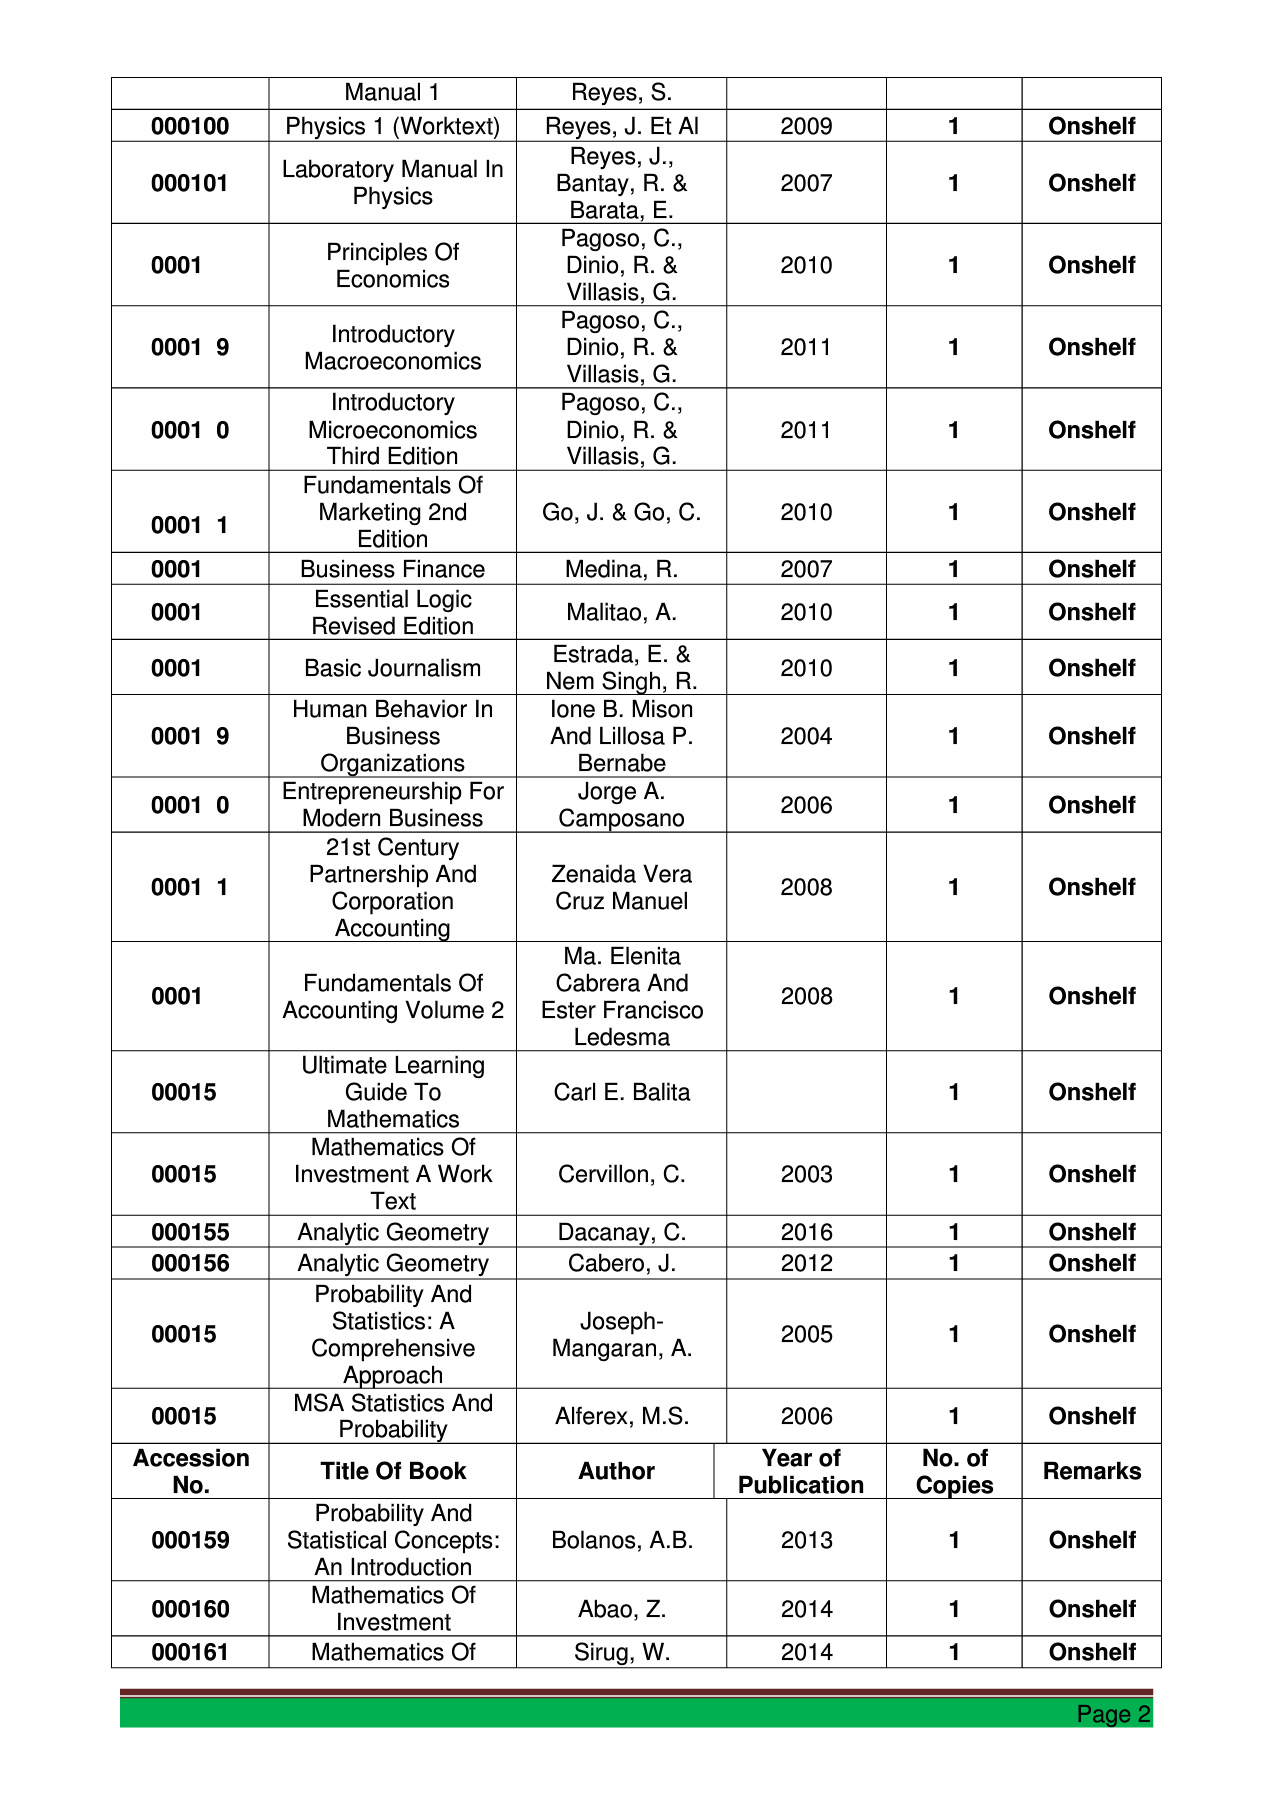 Manual 1 Reyes, S.
000100 Physics 1 (Worktext) Reyes, J. Et Al 2009 1 Onshelf
Reyes, J.,
000101 Laboratory Manual In Bantay, R. & 2007 1 Onshelf
Physics Barata, E.
Pagoso, C.,
0001 Principles Of Dinio, R. & 2010 1 Onshelf
Economics Villasis, G.
Pagoso, C.,
0001 9 Introductory Dinio, R. & 2011 1 Onshelf
Macroeconomics Villasis, G.
Introductory Pagoso, C.,
0001 0 Microeconomics Dinio, R. & 2011 1 Onshelf
Third Edition Villasis, G.
Fundamentals Of
0001 1 Marketing 2nd Go, J. & Go, C. 2010 1 Onshelf
Edition
0001 Business Finance Medina, R. 2007 1 Onshelf
0001 Essential Logic Malitao, A. 2010 1 Onshelf
Revised Edition
0001 Basic Journalism Estrada, E. & 2010 1 Onshelf
Nem Singh, R.
Human Behavior In Ione B. Mison
0001 9 Business And Lillosa P. 2004 1 Onshelf
Organizations Bernabe
0001 0 Entrepreneurship For Jorge A. 2006 1 Onshelf
Modern Business Camposano
21st Century
0001 1 Partnership And Zenaida Vera 2008 1 Onshelf
Corporation Cruz Manuel
Accounting
Ma. Elenita
0001 Fundamentals Of Cabrera And 2008 1 Onshelf
Accounting Volume 2 Ester Francisco
Ledesma
Ultimate Learning
00015 Guide To Carl E. Balita 1 Onshelf
Mathematics
Mathematics Of
00015 Investment A Work Cervillon, C. 2003 1 Onshelf
Text
000155 Analytic Geometry Dacanay, C. 2016 1 Onshelf
000156 Analytic Geometry Cabero, J. 2012 1 Onshelf
Probability And
00015 Statistics: A Joseph- 2005 1 Onshelf
Comprehensive Mangaran, A.
Approach
00015 MSA Statistics And Alferex, M.S. 2006 1 Onshelf
Probability
Accession Title Of Book Author Year of No. of Remarks
No. Publication Copies
Probability And
000159 Statistical Concepts: Bolanos, A.B. 2013 1 Onshelf
An Introduction
000160 Mathematics Of Abao, Z. 2014 1 Onshelf
Investment
000161 Mathematics Of Sirug, W. 2014 1 Onshelf
Page 2